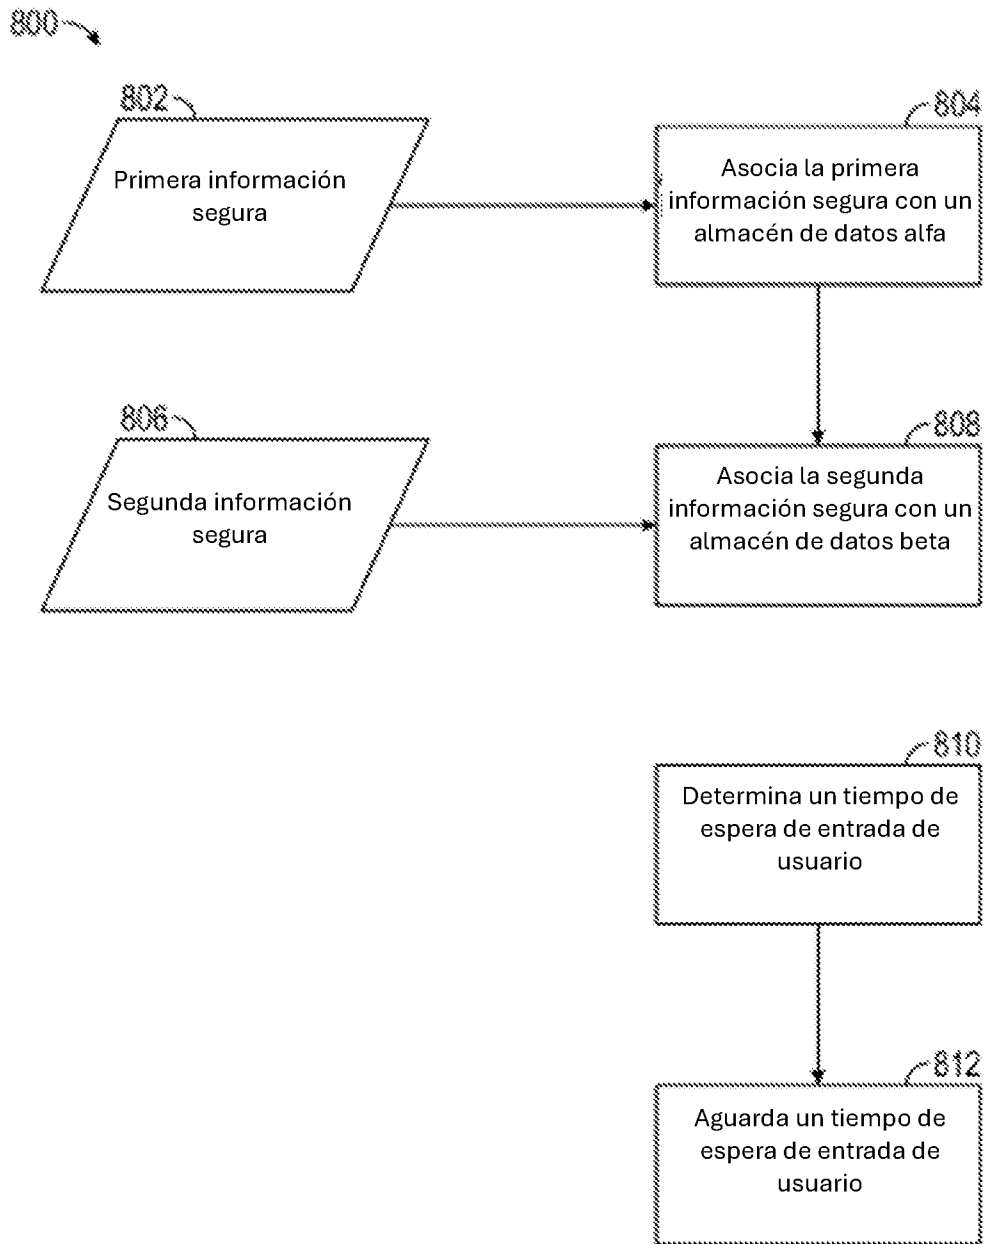 800
802
Primera información
segura
804
Asocia la primera
información segura con un
almacén de datos alfa
806
Segunda información
segura
808
Asocia la segunda
información segura con un
almacén de datos beta
810
Determina un tiempo de
espera de entrada de
usuario
812
Aguarda un tiempo de
espera de entrada de
usuario